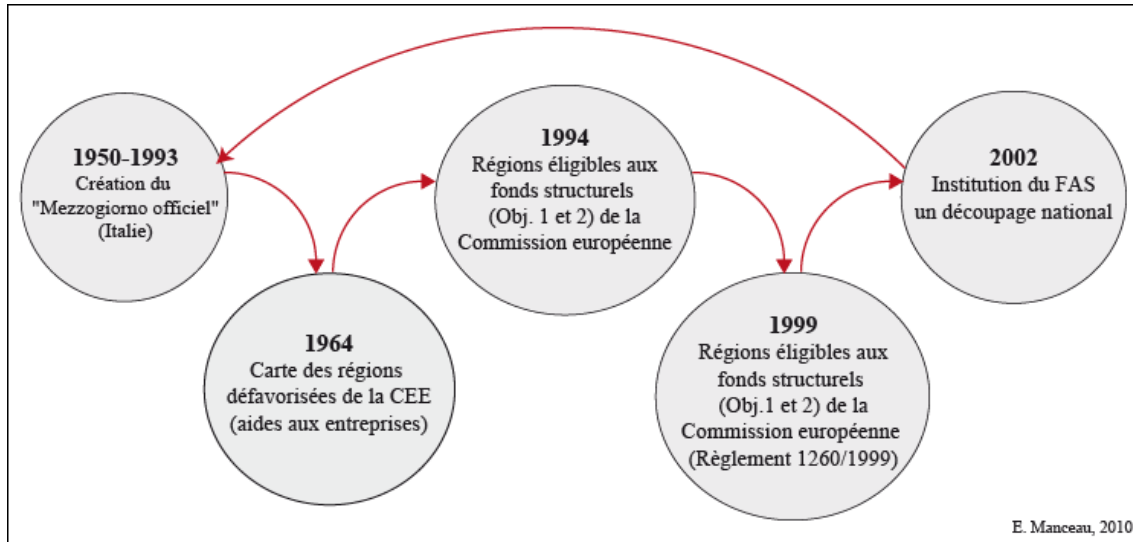 1950-1993
Création du
"Mezzogiorno officiel"
(Italie)
1964
Carte des régions
défavorisées de la CEE
(aides aux entreprises)
1994
Régions éligibles aux
fonds structurels
(Obj. 1 et 2) de la
Commission européenne
1999
Régions éligibles aux
fonds structurels
(Obj.1 et 2) de la
Commission européenne
(Règlement 1260/1999)
2002
Institution du FAS
un découpage national
E. Manceau, 2010